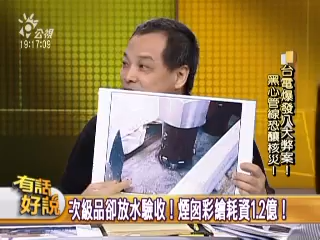 公視
19:17:09
台電爆發八大弊案！
黑心管線恐釀核災！
有話
好說
次級品卻放水驗收！煙囪彩繪耗資1.2億！